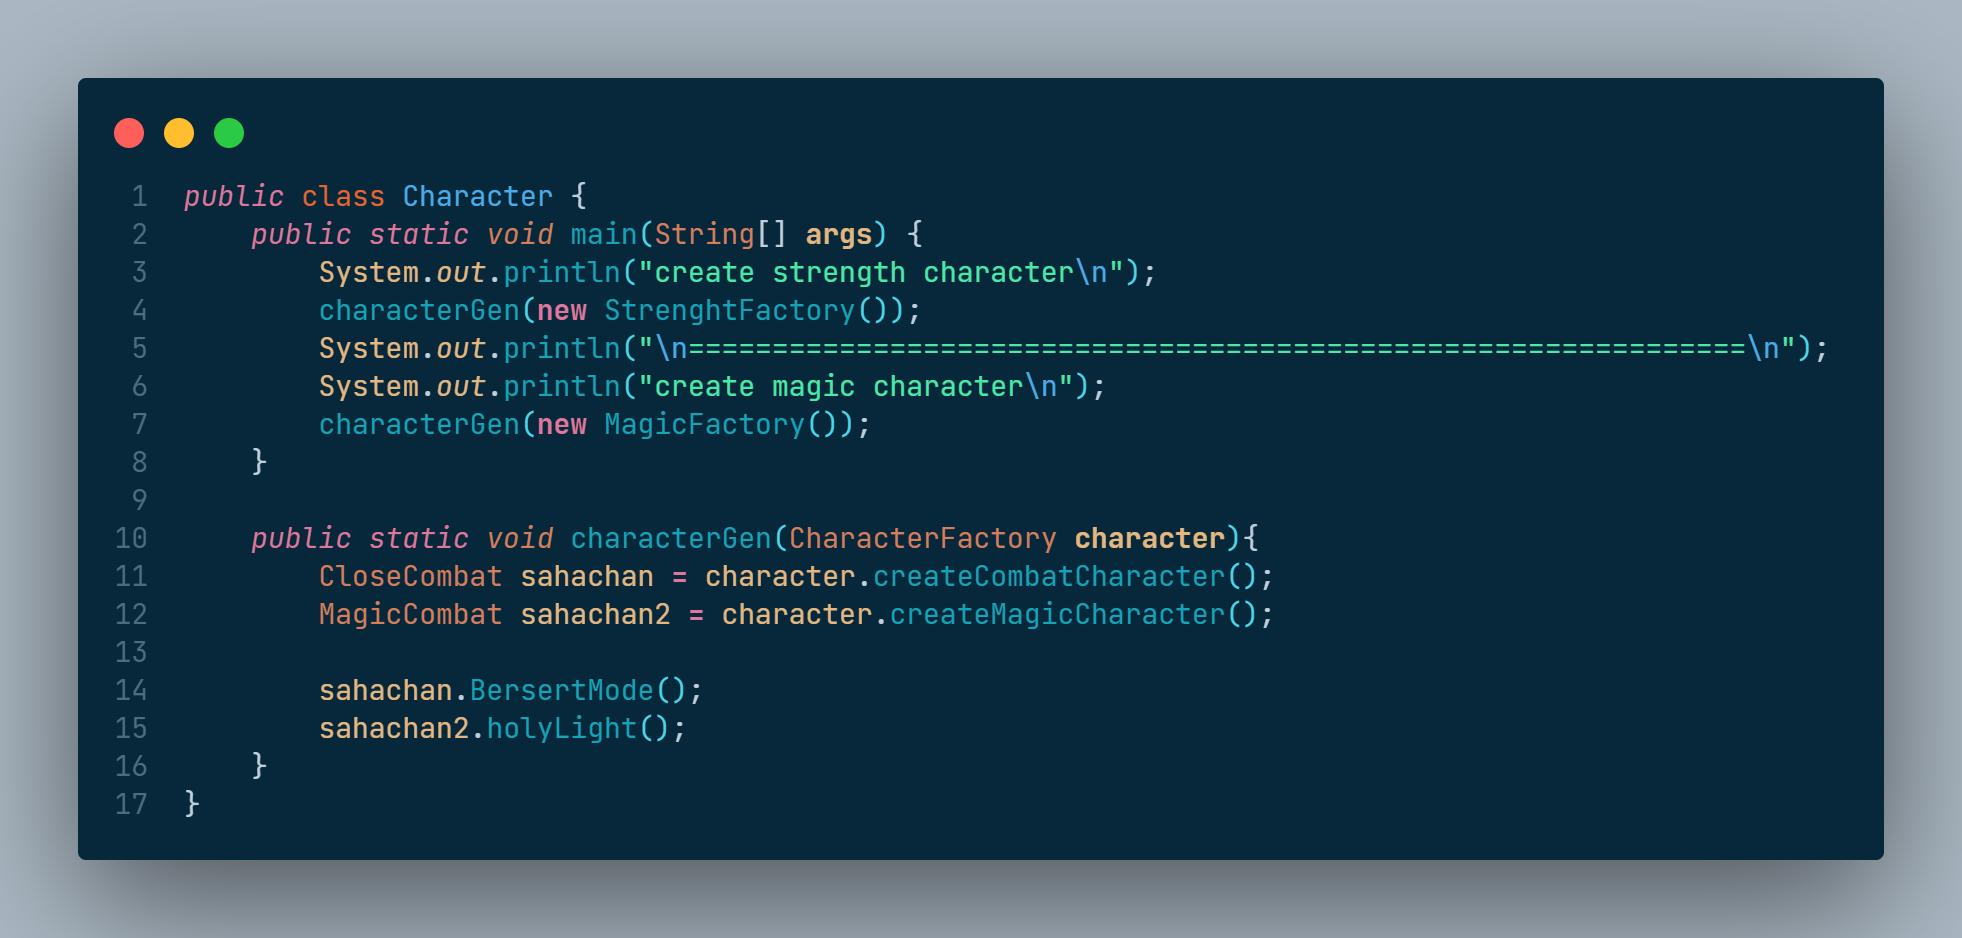 1 public class Character {
2     public static void main(String[] args) {
3         System.out.println("create strength character\n");
4         characterGen(new StrenghtFactory());
5         System.out.println("\n===============================================================\n");
6         System.out.println("create magic character\n");
7         characterGen(new MagicFactory());
8     }
9
10     public static void characterGen(CharacterFactory character){
11         CloseCombat sahachan = character.createCombatCharacter();
12         MagicCombat sahachan2 = character.createMagicCharacter();
13
14         sahachan.BersertMode();
15         sahachan2.holyLight();
16     }
17 }